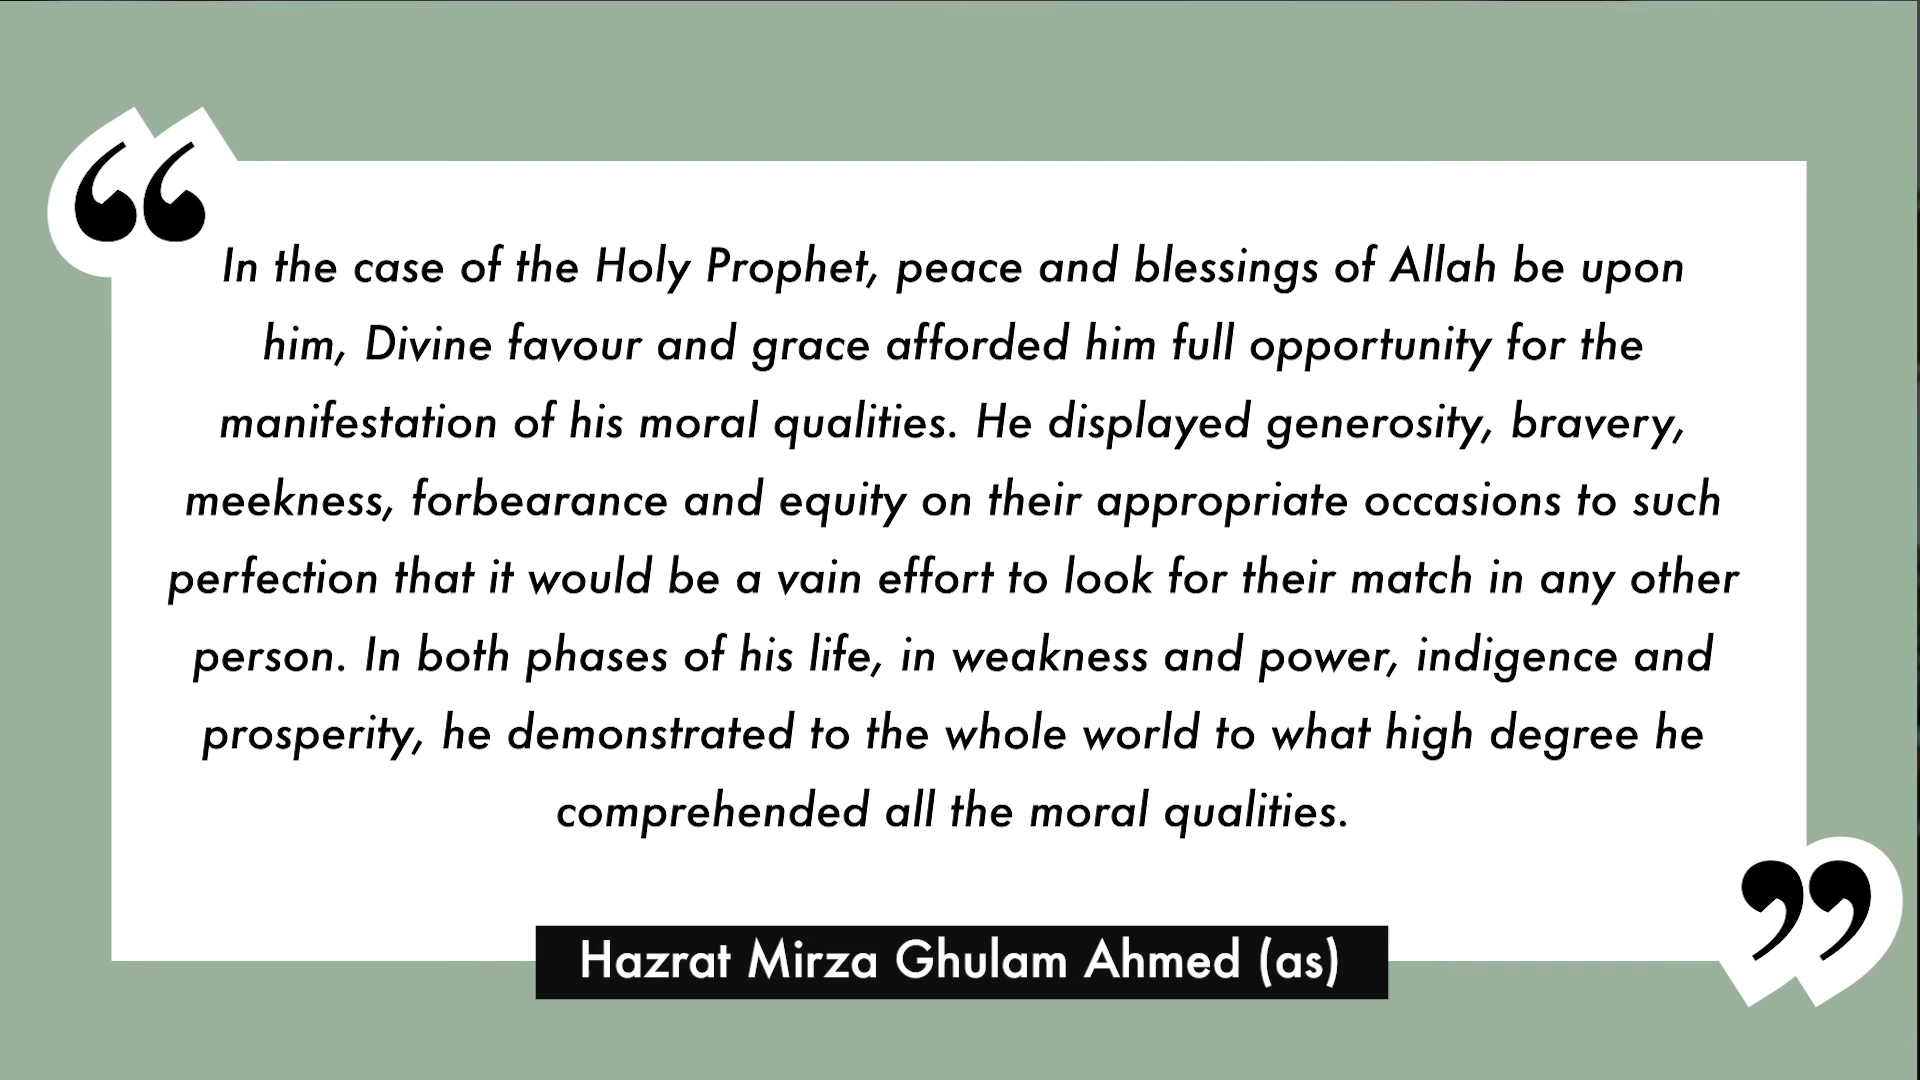 “
In the case of the Holy Prophet, peace and blessings of Allah be upon
him, Divine favour and grace afforded him full opportunity for the
manifestation of his moral qualities. He displayed generosity, bravery,
meekness, forbearance and equity on their appropriate occasions to such
perfection that it would be a vain effort to look for their match in any other
person. In both phases of his life, in weakness and power, indigence and
prosperity, he demonstrated to the whole world to what high degree he
comprehended all the moral qualities.
”
Hazrat Mirza Ghulam Ahmed (as)